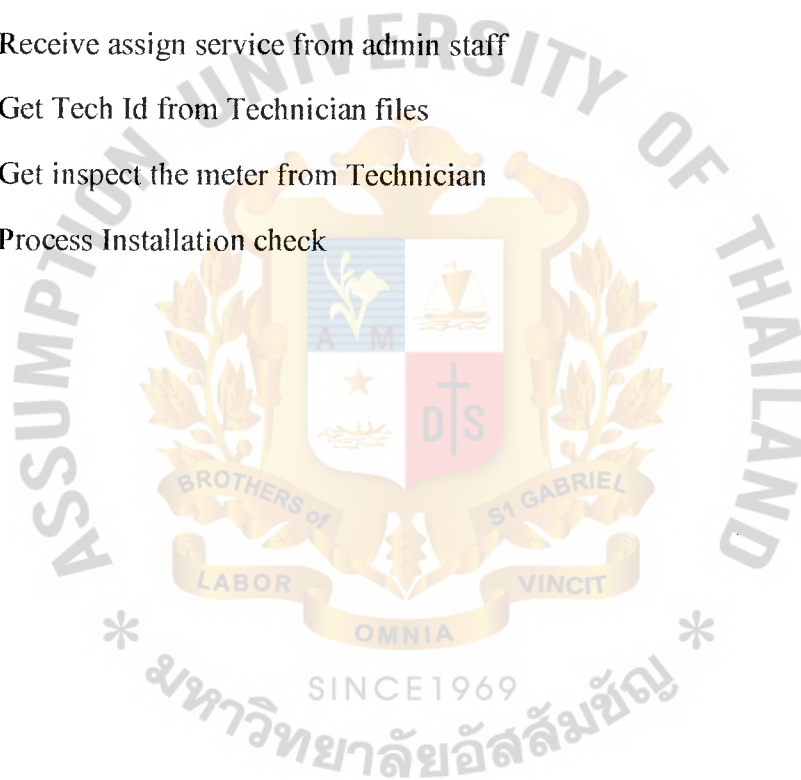 Receive assign service from admin staff
Get Tech Id from Technician files
Get inspect the meter from Technician
Process Installation check
ASSUMPTION UNIVERSITY OF THAILAND
A M
D S
BROTHERS of
S1 GABRIEL
LABOR
VINCIT
OMNIA
* *
SINCE1969
มหาวิทยาลัยอัสสัมชัญ